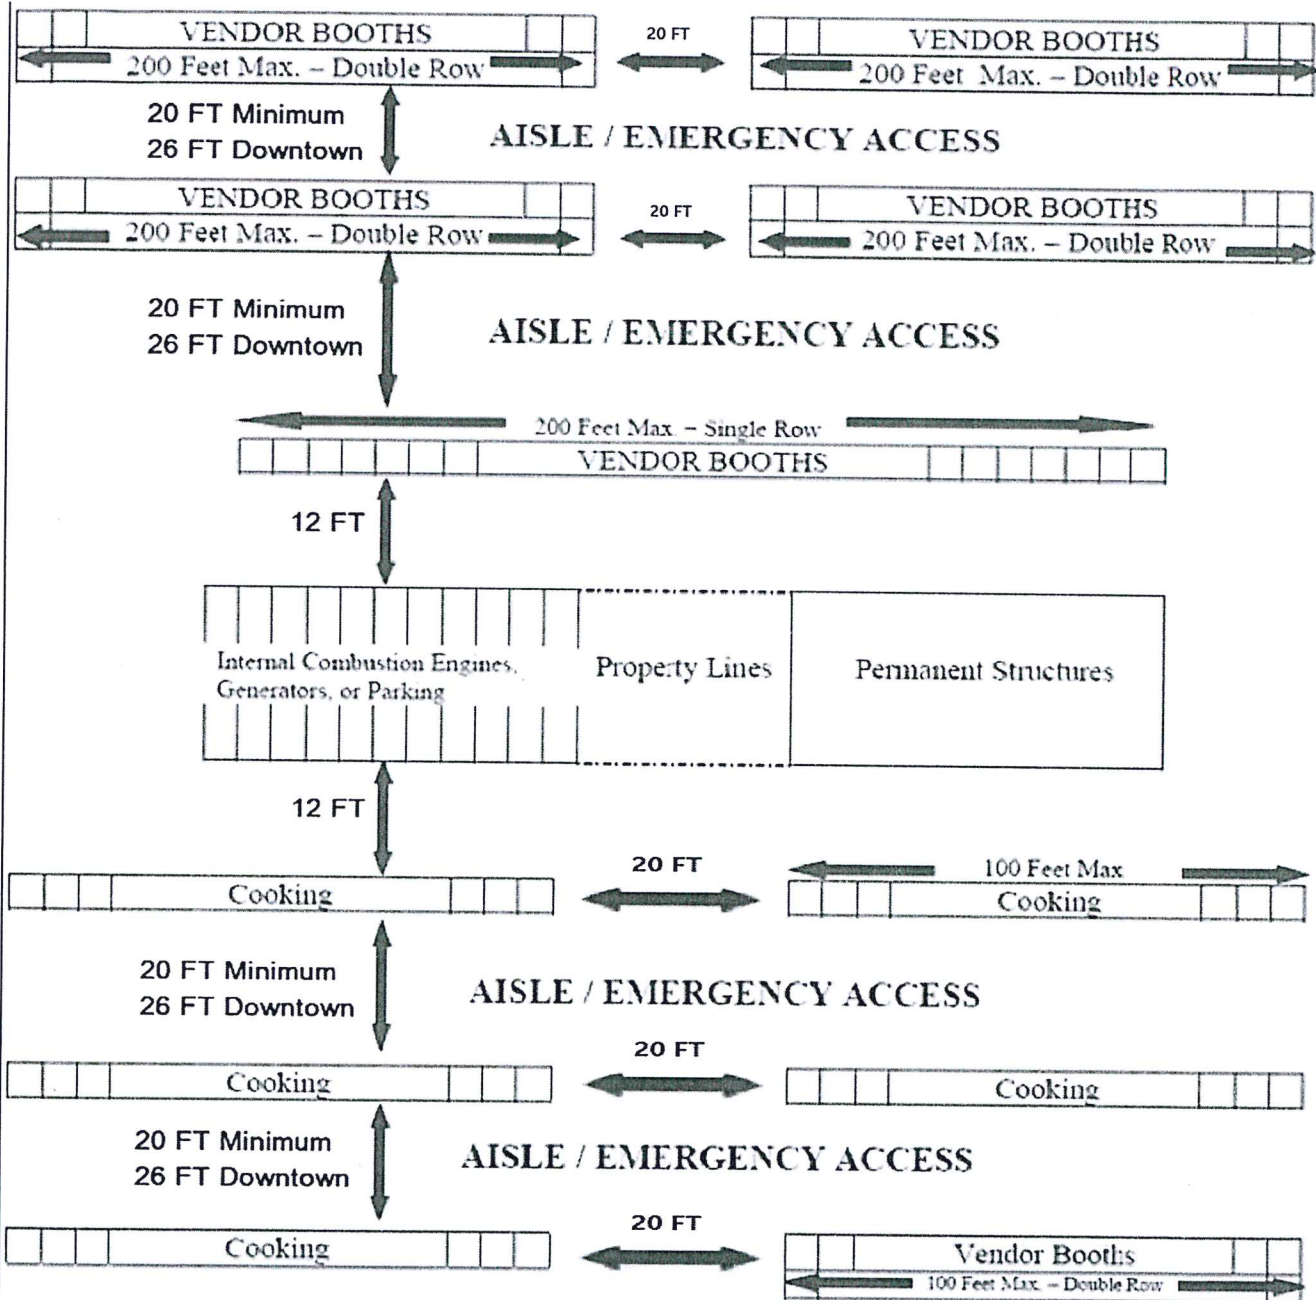 VENDOR BOOTHS
200 Feet Max. – Double Row
20 FT
VENDOR BOOTHS
200 Feet Max. – Double Row
20 FT Minimum
26 FT Downtown
AISLE / EMERGENCY ACCESS
VENDOR BOOTHS
200 Feet Max. – Double Row
20 FT
VENDOR BOOTHS
200 Feet Max. – Double Row
20 FT Minimum
26 FT Downtown
AISLE / EMERGENCY ACCESS
200 Feet Max. – Single Row
VENDOR BOOTHS
12 FT
Internal Combustion Engines,
Generators, or Parking
Property Lines
Permanent Structures
12 FT
Cooking
20 FT
100 Feet Max
Cooking
20 FT Minimum
26 FT Downtown
AISLE / EMERGENCY ACCESS
Cooking
20 FT
Cooking
20 FT Minimum
26 FT Downtown
AISLE / EMERGENCY ACCESS
Cooking
20 FT
Vendor Booths
100 Feet Max. – Double Row